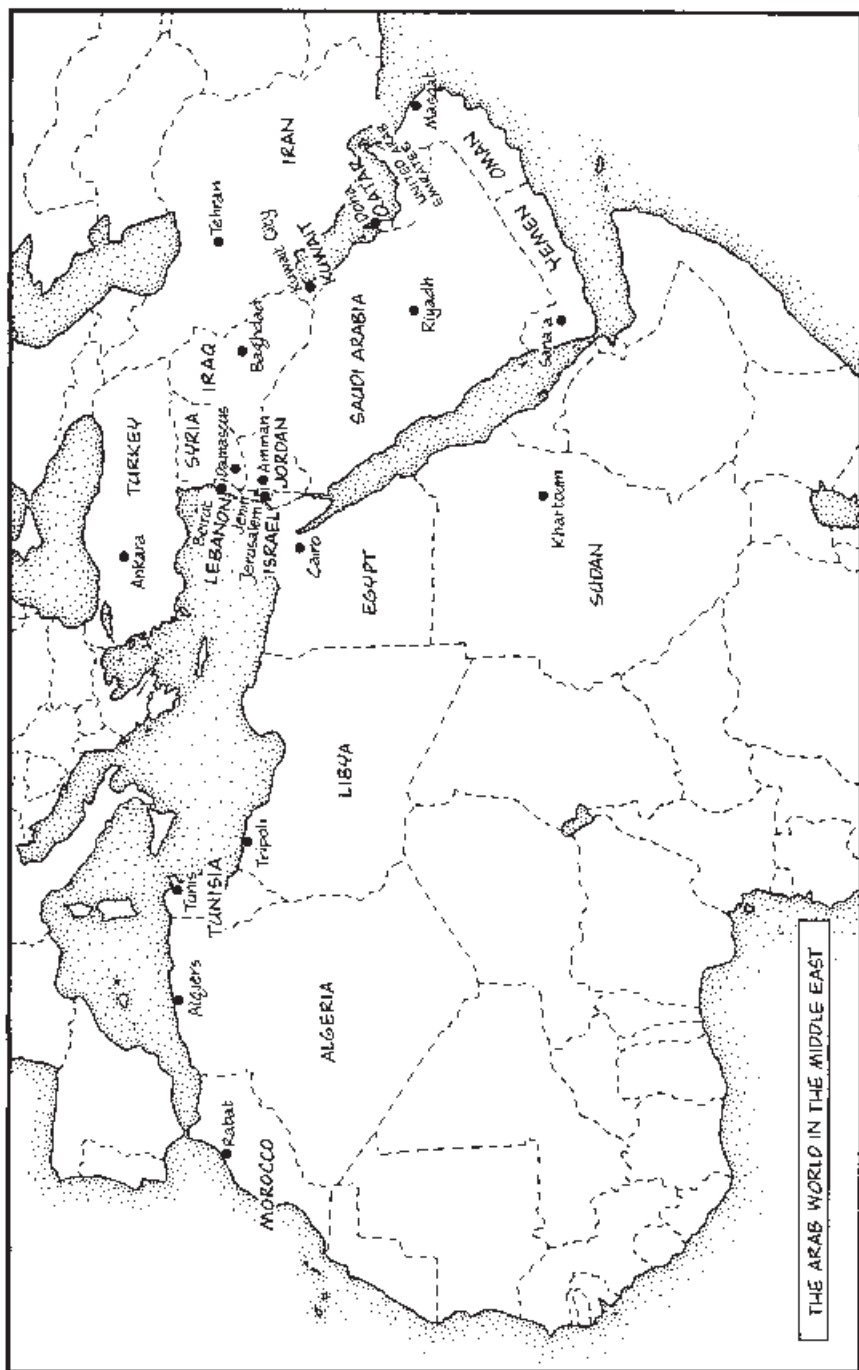 TURKEY
Ankara
SYRIA
IRAQ
Baghdad
IRAN
Tehran
Beirut
LEBANON
Damascus
Jenin
Jerusalem
Amman
ISRAEL
JORDAN
Kuwait City
KUWAIT
Doha
QATAR
UNITED ARAB
EMIRATES
Masqat
OMAN
YEMEN
Sana'a
SAUDI ARABIA
Riyadh
Cairo
EGYPT
Khartoum
SUDAN
LIBYA
Tripoli
Tunis
TUNISIA
Algiers
ALGERIA
Rabat
MOROCCO
THE ARAB WORLD IN THE MIDDLE EAST